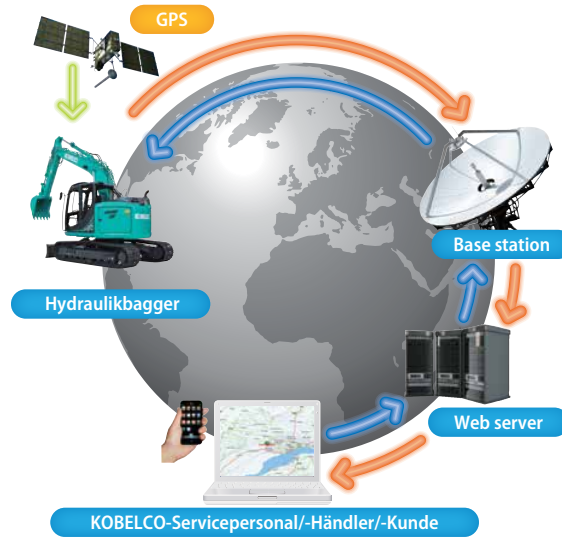 GPS
Base station
Hydraulikbagger
Web server
KOBELCO-Servicepersonal/-Händler/-Kunde